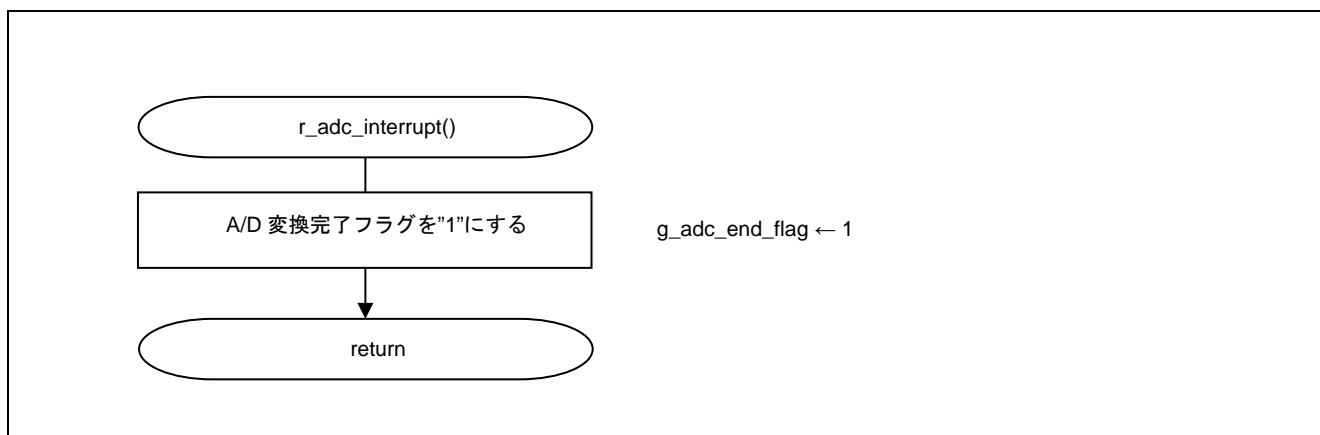 r_adc_interrupt()
A/D 変換完了フラグを”1”にする
g_adc_end_flag ← 1
return